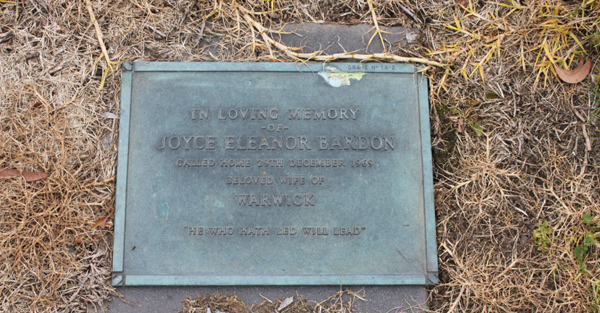 IN LOVING MEMORY
-OF-
JOYCE ELEANOR BARDON
CALLED HOME 29TH DECEMBER 1969
BELOVED WIFE OF
WARWICK
"HE WHO HATH LED WILL LEAD"